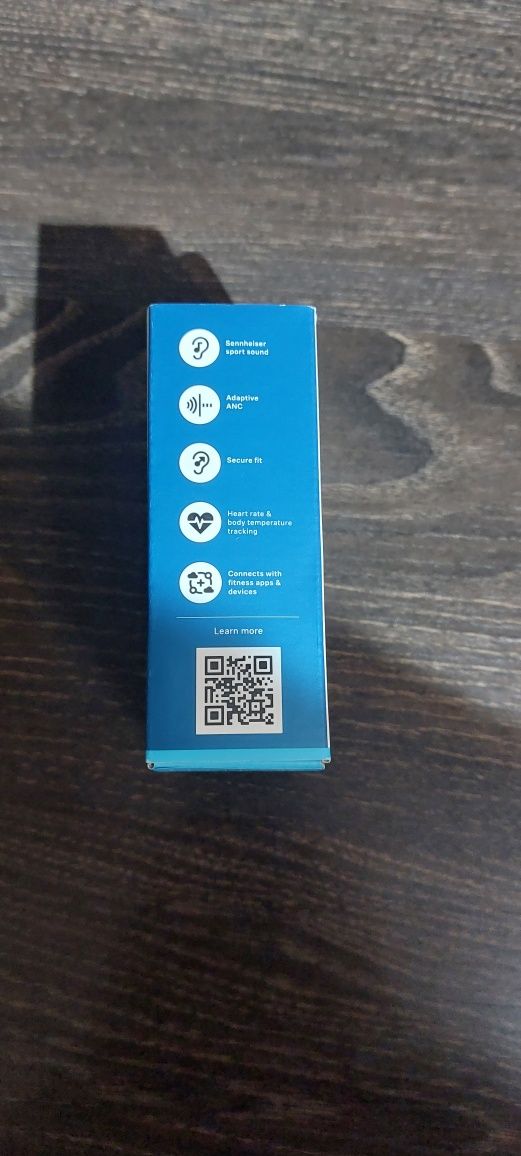 Sennheiser
sport sound
Adaptive
ANC
Secure fit
Heart rate &
body temperature
tracking
Connects with
fitness apps &
devices
Learn more